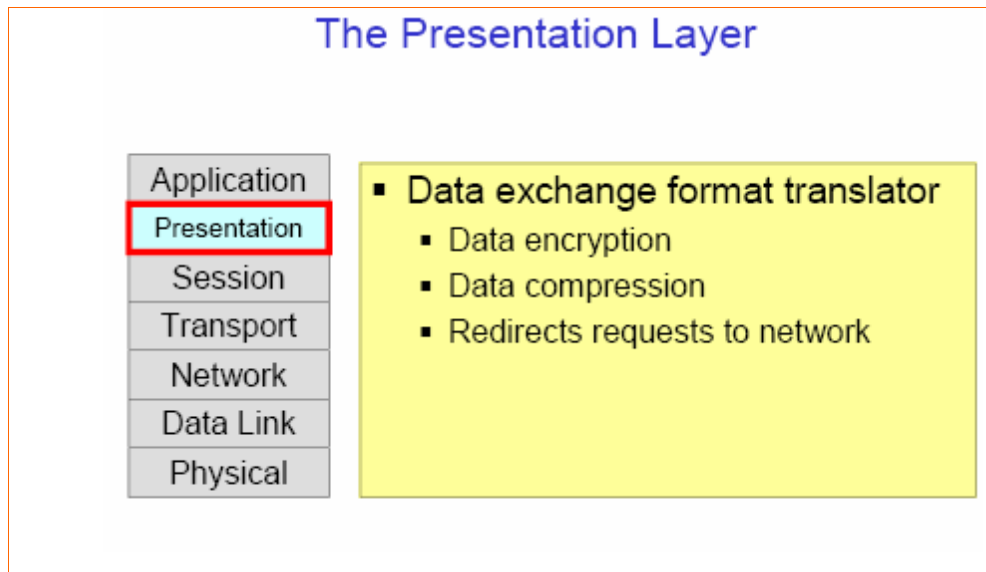 The Presentation Layer
Application
Presentation
Session
Transport
Network
Data Link
Physical
▪ Data exchange format translator
▪ Data encryption
▪ Data compression
▪ Redirects requests to network